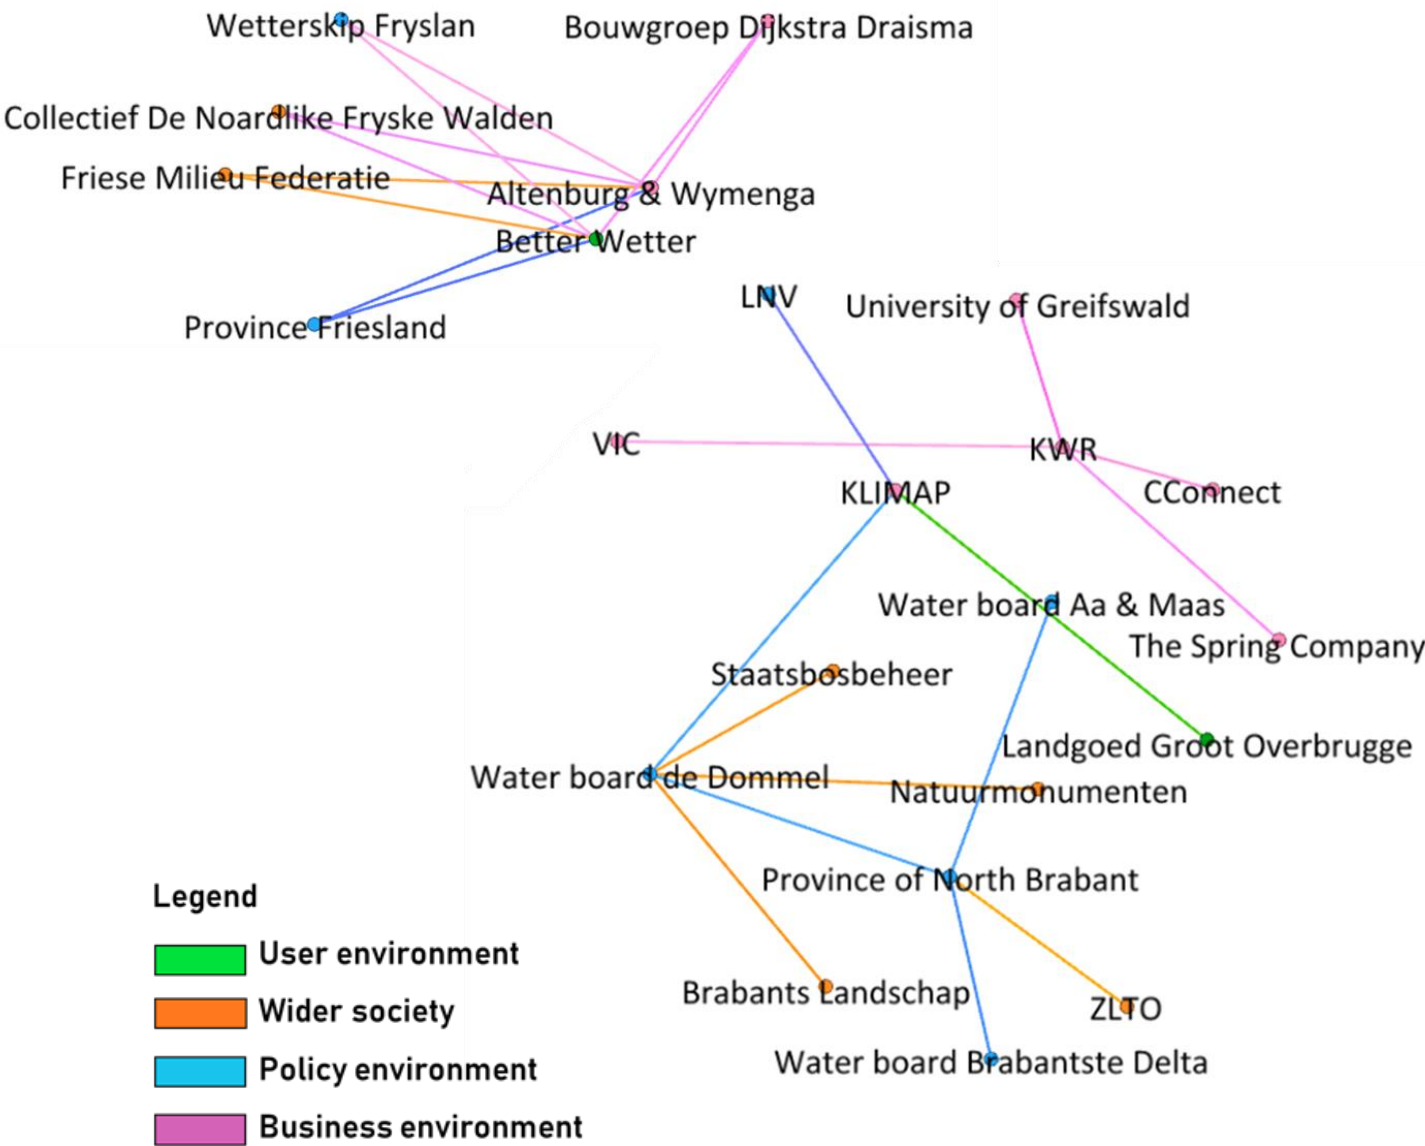 Wetterskip Fryslan
Bouwgroep Dijkstra Draisma
Collectief De Noardlike Fryske Walden
Friese Milieu Federatie
Altenburg & Wymenga
Better Wetter
Province Friesland
LNV
University of Greifswald
VIC
KWR
KLIMAP
CConnect
Water board Aa & Maas
The Spring Company
Staatsbosbeheer
Landgoed Groot Overbrugge
Water board de Dommel
Natuurmonumenten
Province of North Brabant
Brabants Landschap
ZLTO
Water board Brabantste Delta
Legend
User environment
Wider society
Policy environment
Business environment